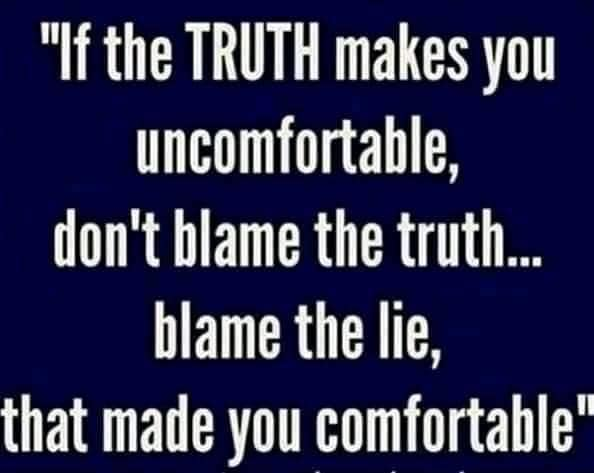 "If the TRUTH makes you
uncomfortable,
don't blame the truth...
blame the lie,
that made you comfortable"